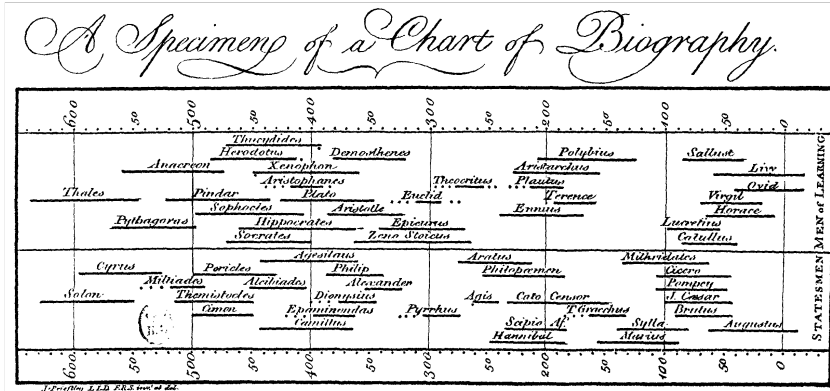 A Specimen of a Chart of Biography.
600 50 500 50 400 50 300 50 200 50 100 50 0
Thucydides
Herodotus Demosthenes Polybius Sallust
Anacreon Xenophon Aristarchus Livy
Aristophanes Theocritus Plautus
Thales Pindar Plato Euclid Terence Virgil Ovid
Sophocles Aristotle Ennius Horace
Pythagoras Hippocrates Epicurus Lucretius
Socrates Zeno Stoicus Catullus
MEN of LEARNING
Agesilaus Aratus Mithridates
Cyrus Pericles Philip Philopœmen Cicero
Miltiades Alcibiades Alexander Pompey
Solon Themistocles Dionysius Agis Cato Censor J. Cæsar
Cimon Epaminondas Pyrrhus T. Gracchus Brutus
Camillus Scipio Af. Sylla Augustus
Hannibal Marius
STATESMEN
600 50 500 50 400 50 300 50 200 50 100 50 0
J. Priestley L.L.D. F.R.S. inv.t et del.